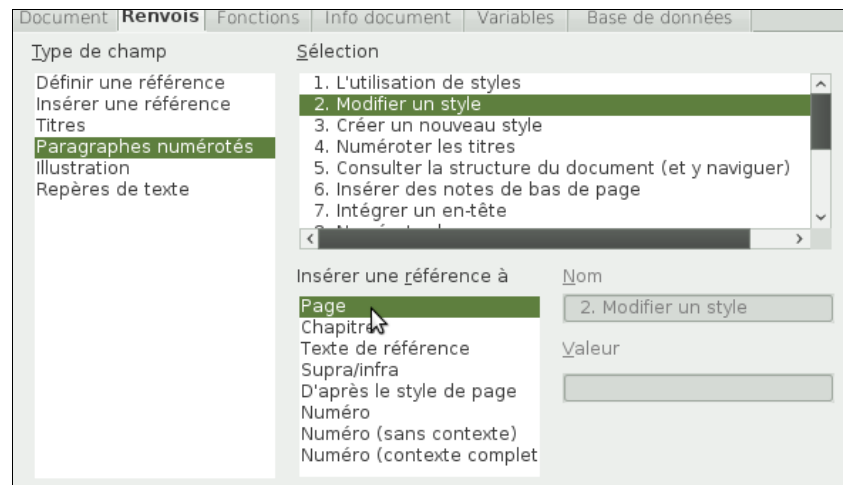 Document Renvois Fonctions Info document Variables Base de données
Type de champ
Définir une référence
Insérer une référence
Titres
Paragraphes numérotés
Illustration
Repères de texte
Sélection
1. L'utilisation de styles
2. Modifier un style
3. Créer un nouveau style
4. Numéroter les titres
5. Consulter la structure du document (et y naviguer)
6. Insérer des notes de bas de page
7. Intégrer un en-tête
Insérer une référence à
Page
Chapitre
Texte de référence
Supra/infra
D'après le style de page
Numéro
Numéro (sans contexte)
Numéro (contexte complet
Nom
2. Modifier un style
Valeur